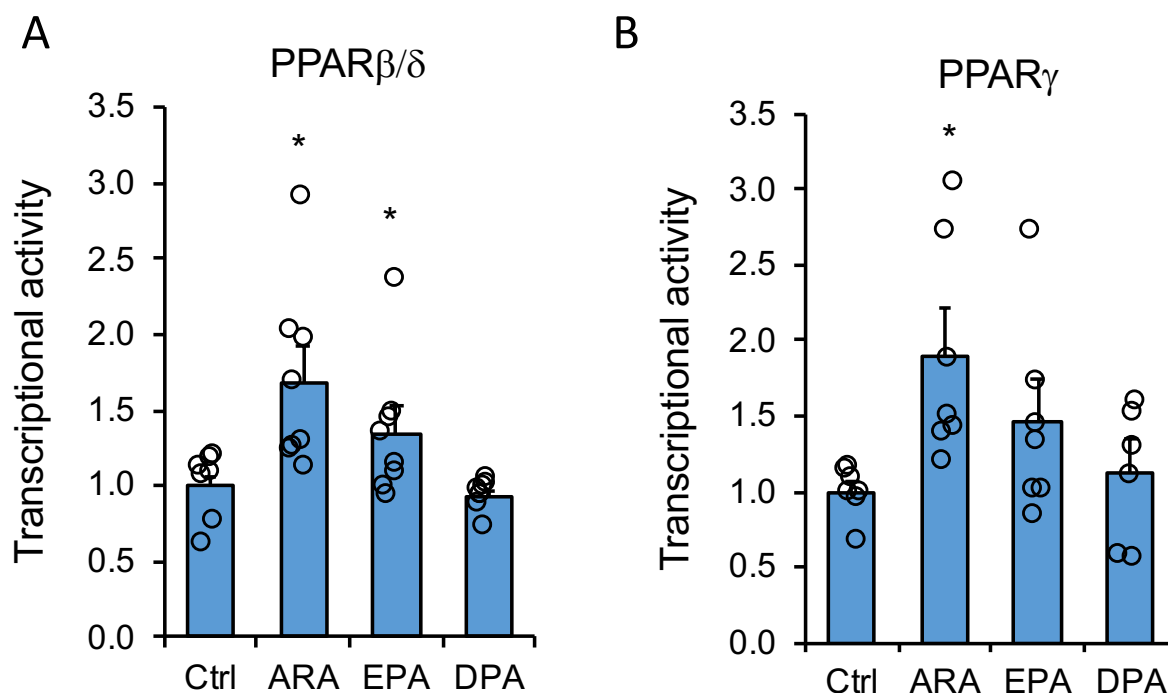 A
PPARβ/δ
Transcriptional activity
3.5
3.0
2.5
2.0
1.5
1.0
0.5
0.0
*
*
Ctrl ARA EPA DPA
B
PPARγ
Transcriptional activity
3.5
3.0
2.5
2.0
1.5
1.0
0.5
0.0
*
Ctrl ARA EPA DPA